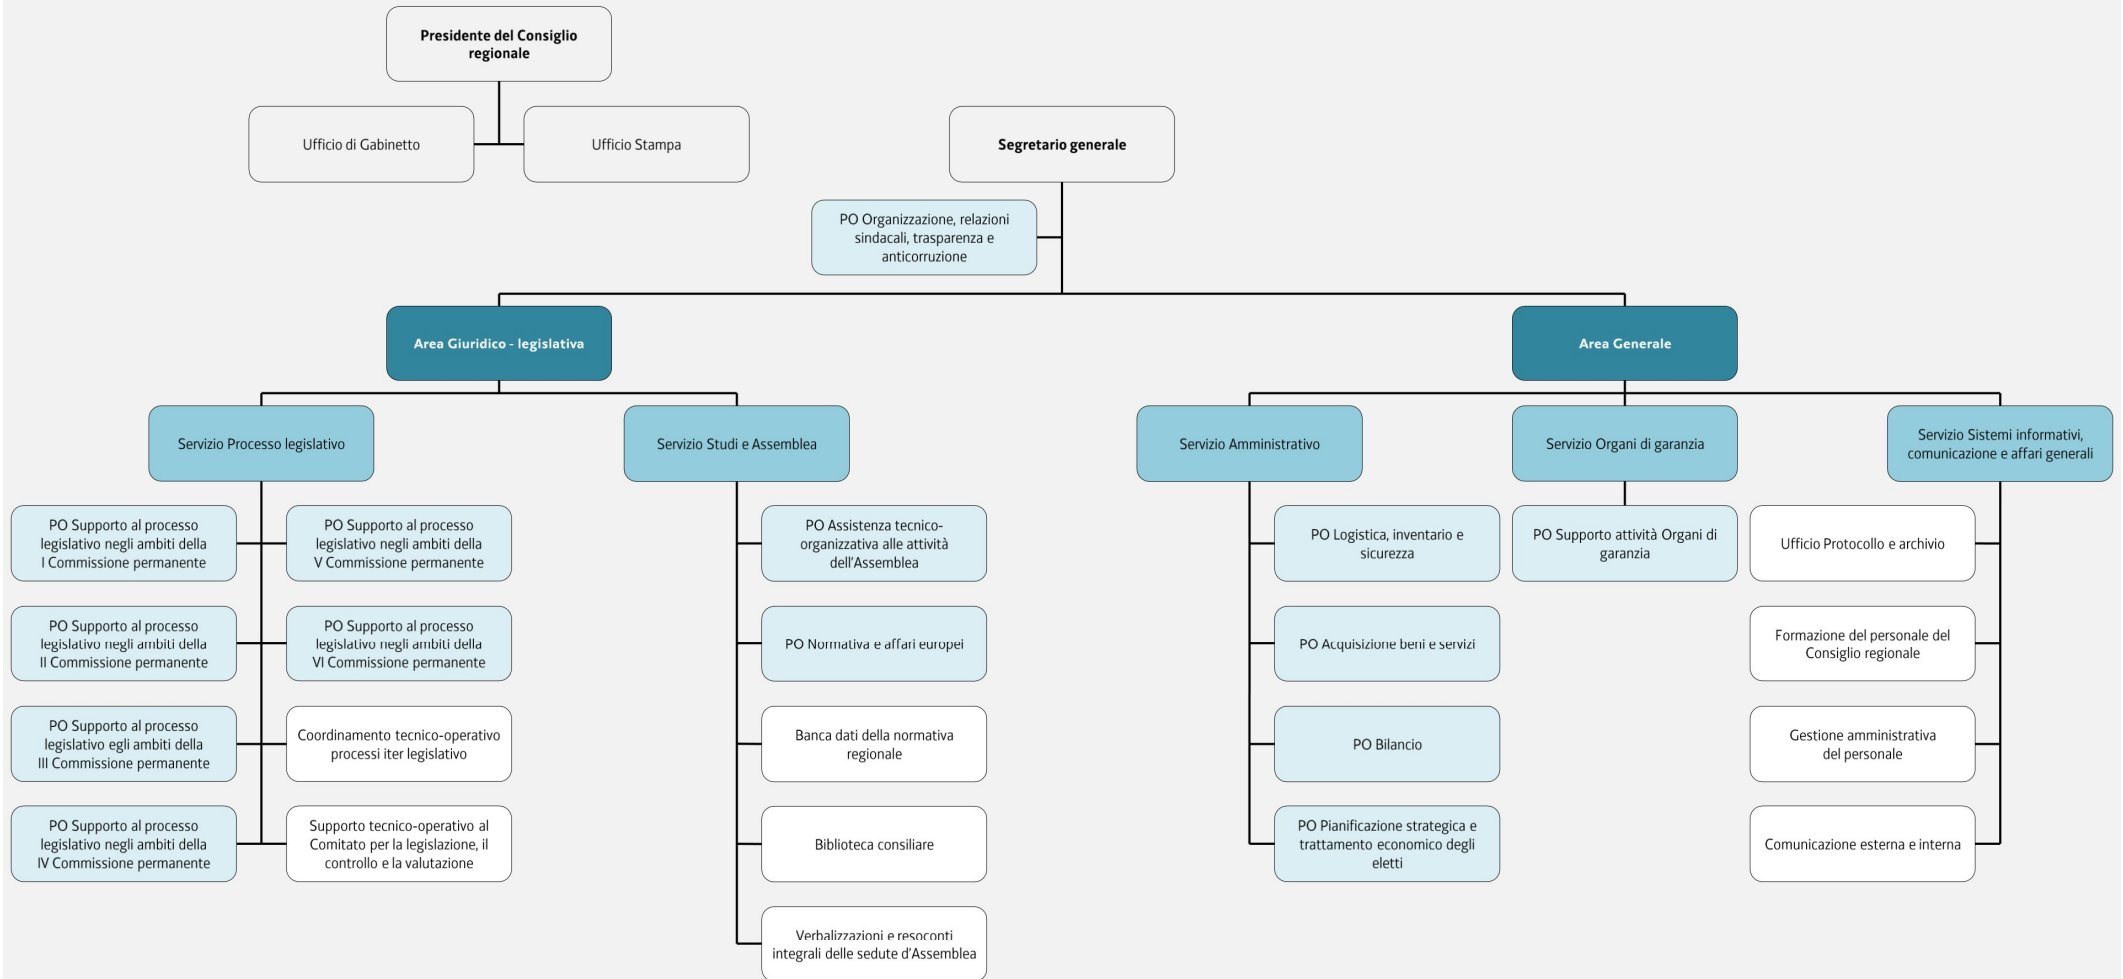 Presidente del Consiglio
regionale
Ufficio di Gabinetto
Ufficio Stampa
Segretario generale
PO Organizzazione, relazioni
sindacali, trasparenza e
anticorruzione
Area Giuridico - legislativa
Area Generale
Servizio Processo legislativo
Servizio Studi e Assemblea
Servizio Amministrativo
Servizio Organi di garanzia
Servizio Sistemi informativi,
comunicazione e affari generali
PO Supporto al processo
legislativo negli ambiti della
I Commissione permanente
PO Supporto al processo
legislativo negli ambiti della
V Commissione permanente
PO Supporto al processo
legislativo negli ambiti della
II Commissione permanente
PO Supporto al processo
legislativo negli ambiti della
VI Commissione permanente
PO Supporto al processo
legislativo egli ambiti della
III Commissione permanente
Coordinamento tecnico-operativo
processi iter legislativo
PO Supporto al processo
legislativo negli ambiti della
IV Commissione permanente
Supporto tecnico-operativo al
Comitato per la legislazione, il
controllo e la valutazione
PO Assistenza tecnico-
organizzativa alle attività
dell'Assemblea
PO Normativa e affari europei
Banca dati della normativa
regionale
Biblioteca consiliare
Verbalizzazioni e resoconti
integrali delle sedute d'Assemblea
PO Logistica, inventario e
sicurezza
PO Acquisizione beni e servizi
PO Bilancio
PO Pianificazione strategica e
trattamento economico degli
eletti
PO Supporto attività Organi di
garanzia
Ufficio Protocollo e archivio
Formazione del personale del
Consiglio regionale
Gestione amministrativa
del personale
Comunicazione esterna e interna